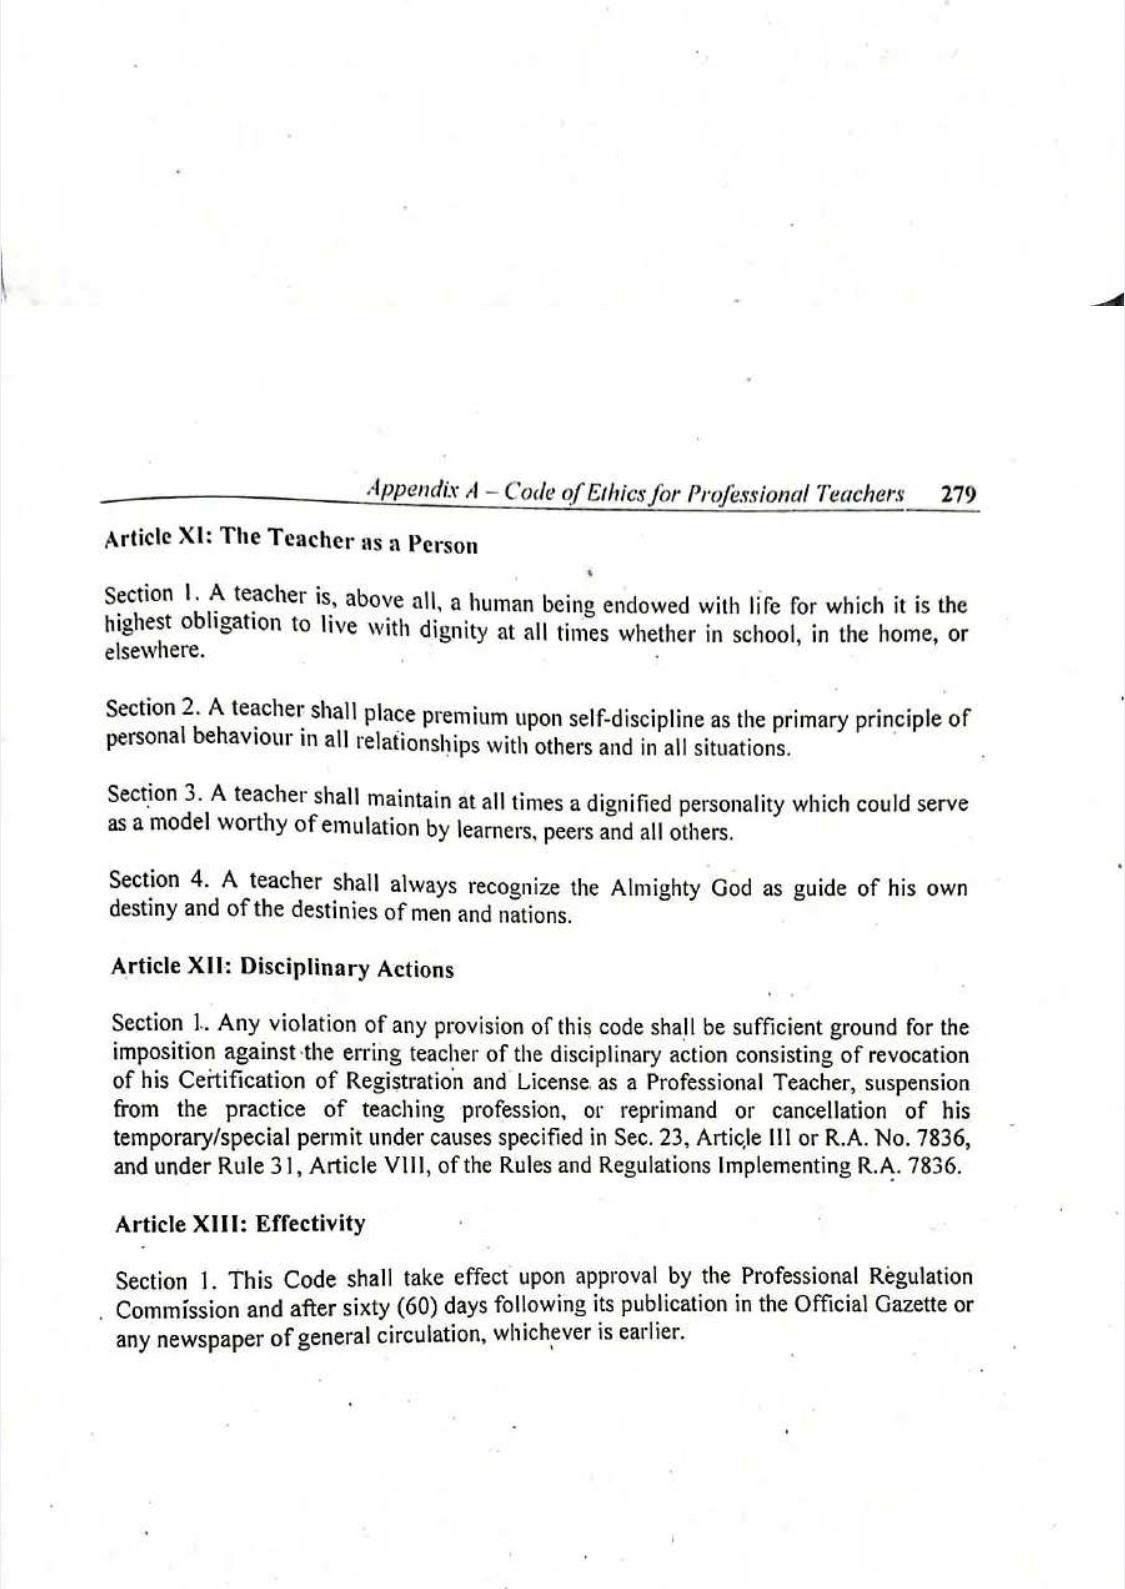 Appendix A – Code of Ethics for Professional Teachers 279
Article XI: The Teacher as a Person
Section 1. A teacher is, above all, a human being endowed with life for which it is the
highest obligation to live with dignity at all times whether in school, in the home, or
elsewhere.
Section 2. A teacher shall place premium upon self-discipline as the primary principle of
personal behaviour in all relationships with others and in all situations.
Section 3. A teacher shall maintain at all times a dignified personality which could serve
as a model worthy of emulation by learners, peers and all others.
Section 4. A teacher shall always recognize the Almighty God as guide of his own
destiny and of the destinies of men and nations.
Article XII: Disciplinary Actions
Section 1. Any violation of any provision of this code shall be sufficient ground for the
imposition against the erring teacher of the disciplinary action consisting of revocation
of his Certification of Registration and License as a Professional Teacher, suspension
from the practice of teaching profession, or reprimand or cancellation of his
temporary/special permit under causes specified in Sec. 23, Article III or R.A. No. 7836,
and under Rule 31, Article VIII, of the Rules and Regulations Implementing R.A. 7836.
Article XIII: Effectivity
Section 1. This Code shall take effect upon approval by the Professional Regulation
Commission and after sixty (60) days following its publication in the Official Gazette or
any newspaper of general circulation, whichever is earlier.